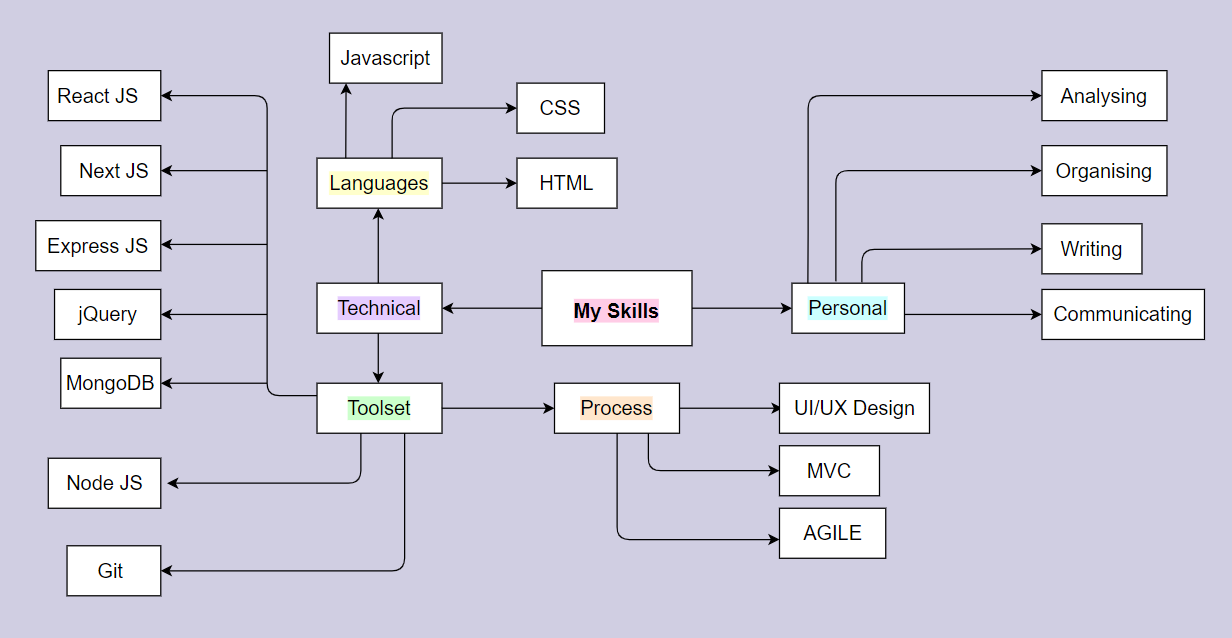 Javascript
React JS
CSS
Analysing
Next JS
Languages
HTML
Organising
Express JS
Writing
jQuery
Technical
My Skills
Personal
Communicating
MongoDB
Toolset
Process
UI/UX Design
Node JS
MVC
AGILE
Git